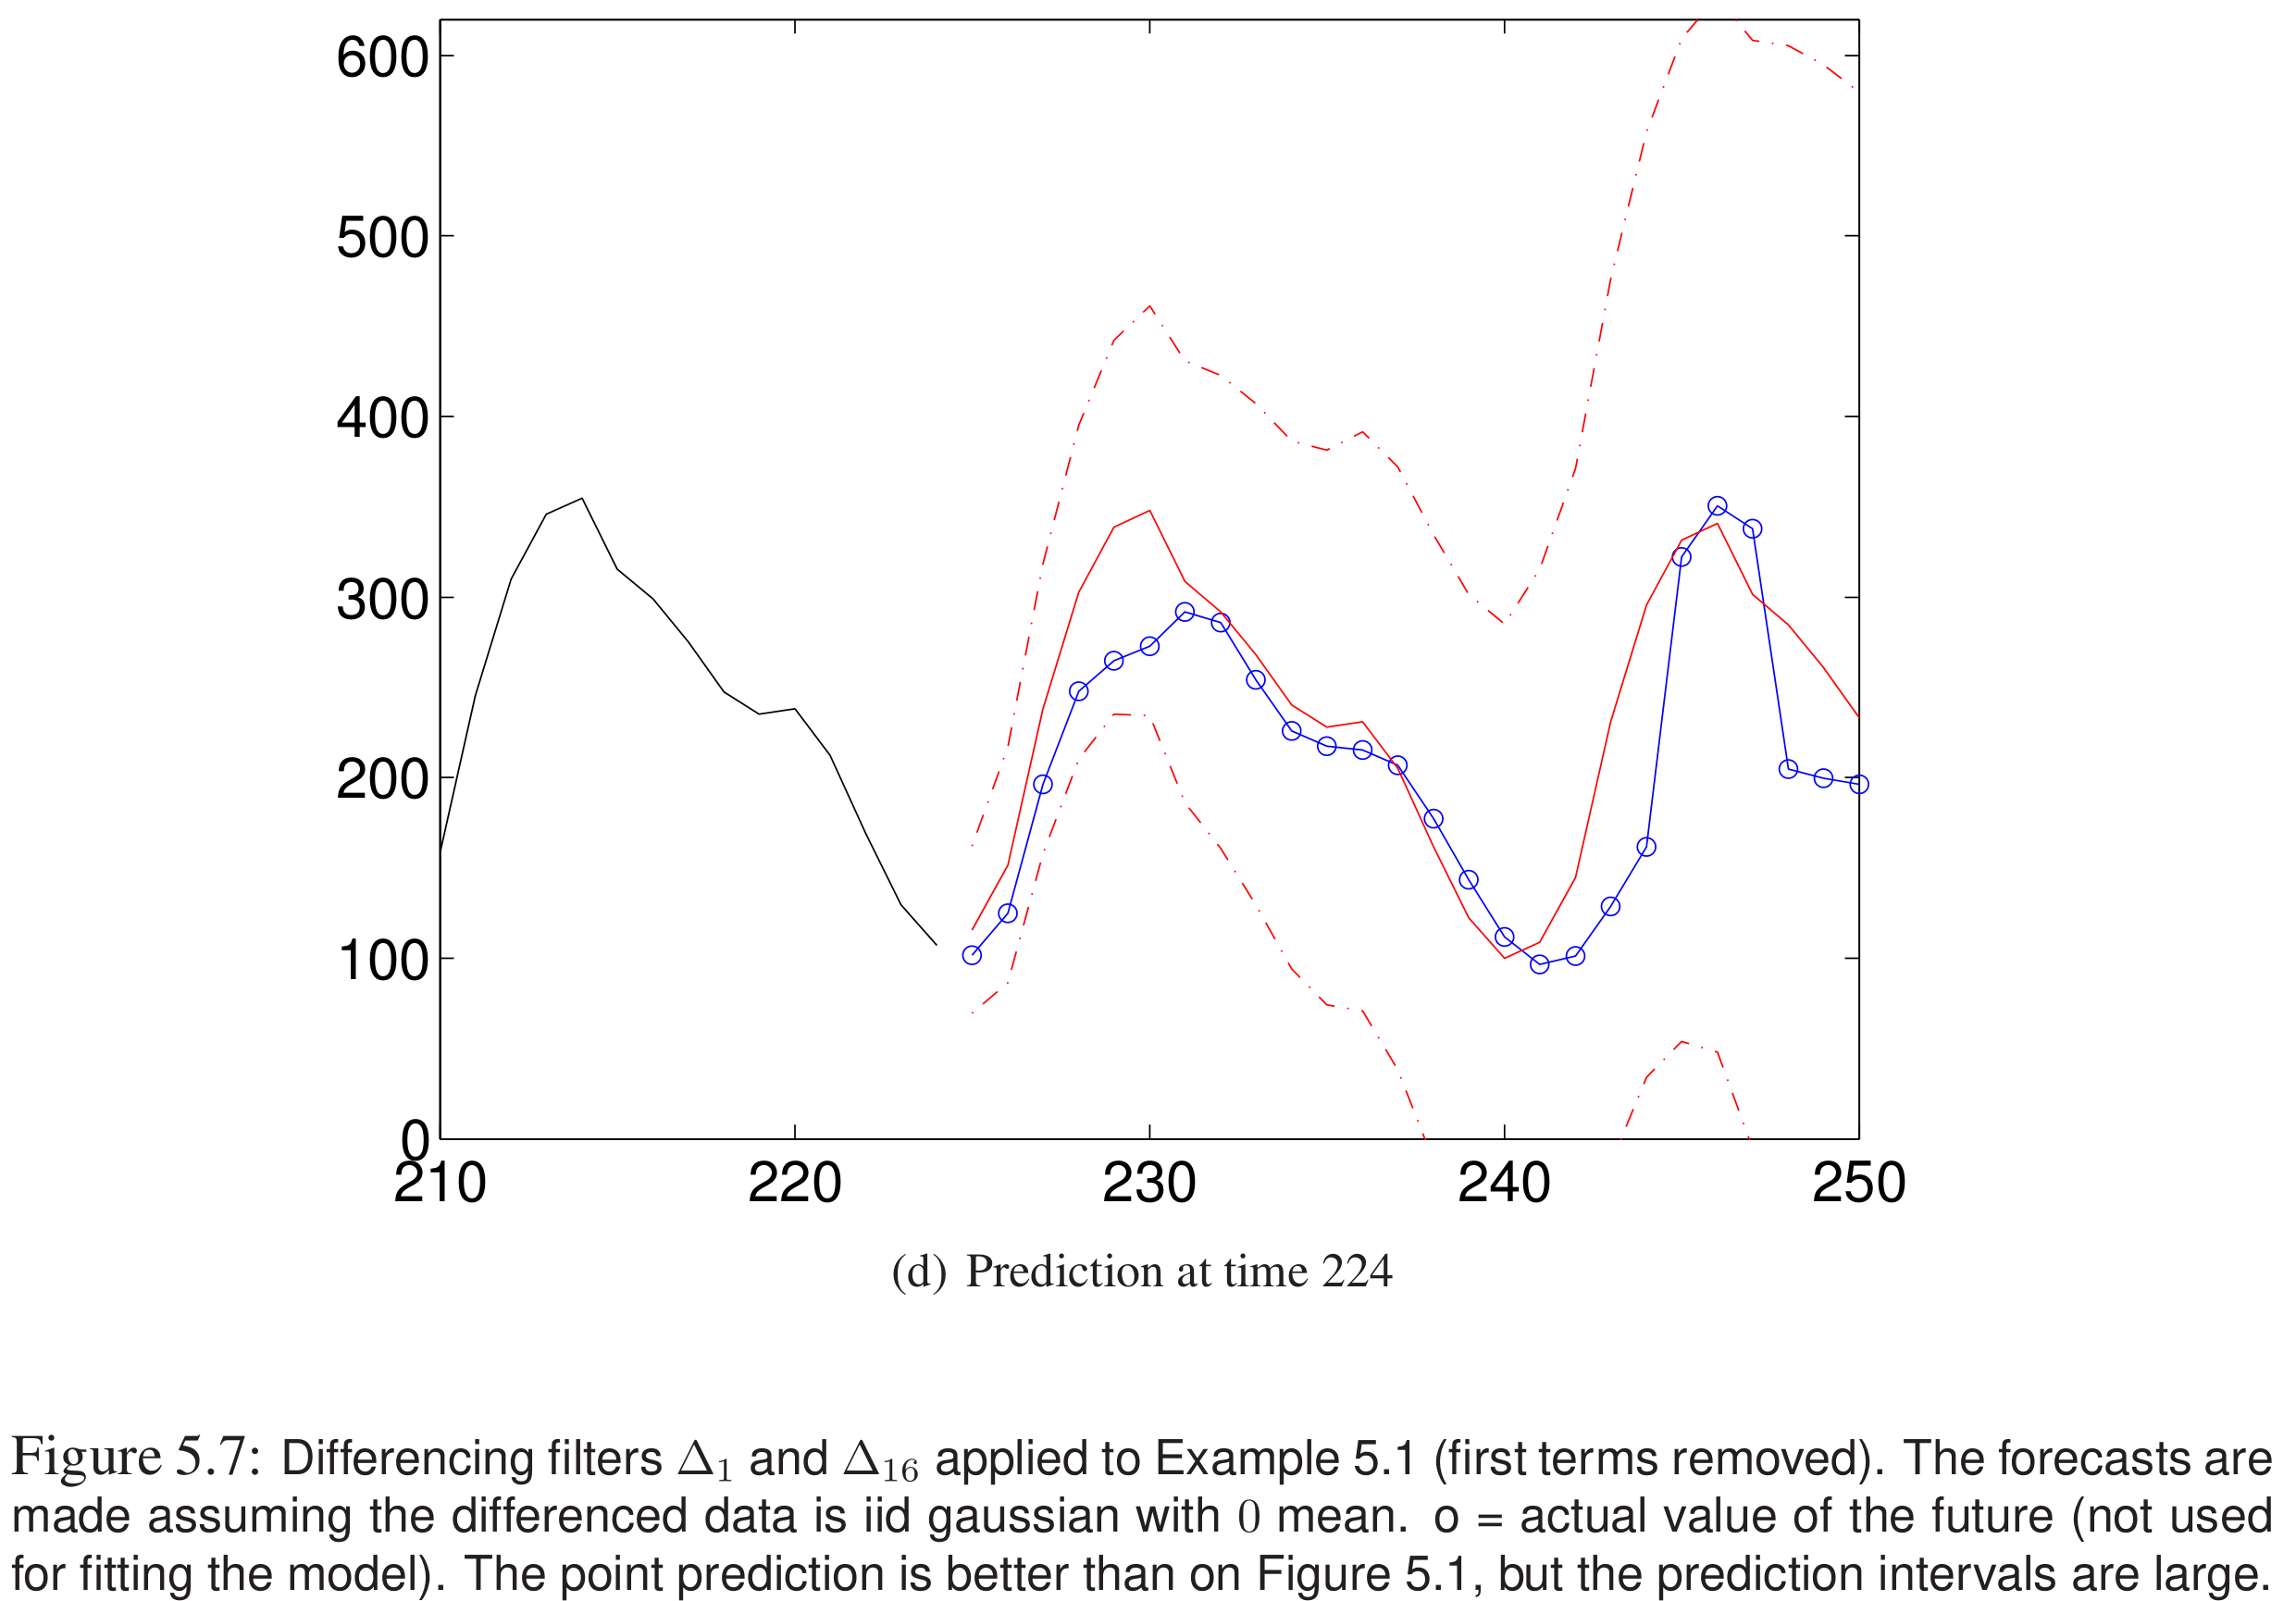 600
500
400
300
200
100
0
210 220 230 240 250
(d) Prediction at time 224
Figure 5.7: Differencing filters Δ₁ and Δ₁₆ applied to Example 5.1 (first terms removed). The forecasts are
made assuming the differenced data is iid gaussian with 0 mean. o = actual value of the future (not used
for fitting the model). The point prediction is better than on Figure 5.1, but the prediction intervals are large.